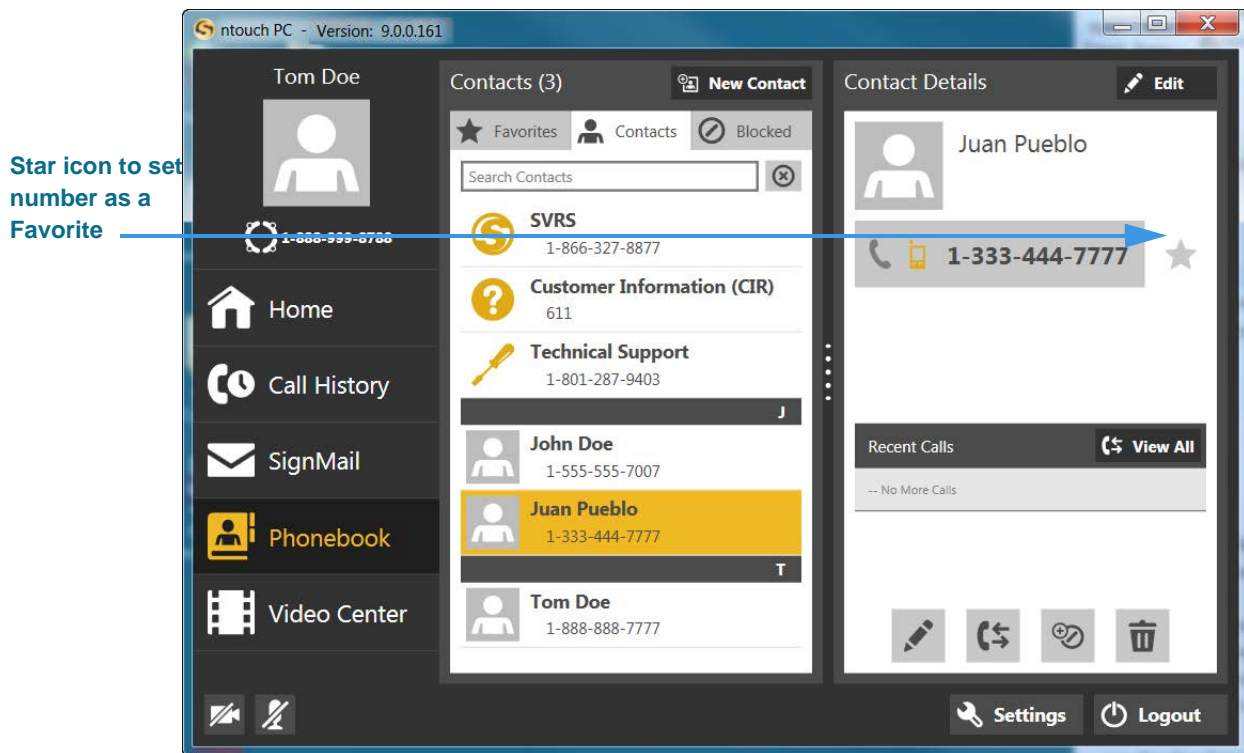 ntouch PC - Version: 9.0.0.161
Tom Doe
1-888-999-8788
Home
Call History
SignMail
Phonebook
Video Center
Star icon to set
number as a
Favorite
Contacts (3)
New Contact
Favorites
Contacts
Blocked
Search Contacts
SVRS
1-866-327-8877
Customer Information (CIR)
611
Technical Support
1-801-287-9403
J
John Doe
1-555-555-7007
Juan Pueblo
1-333-444-7777
T
Tom Doe
1-888-888-7777
Contact Details
Edit
Juan Pueblo
1-333-444-7777
Recent Calls
View All
-- No More Calls
Settings
Logout